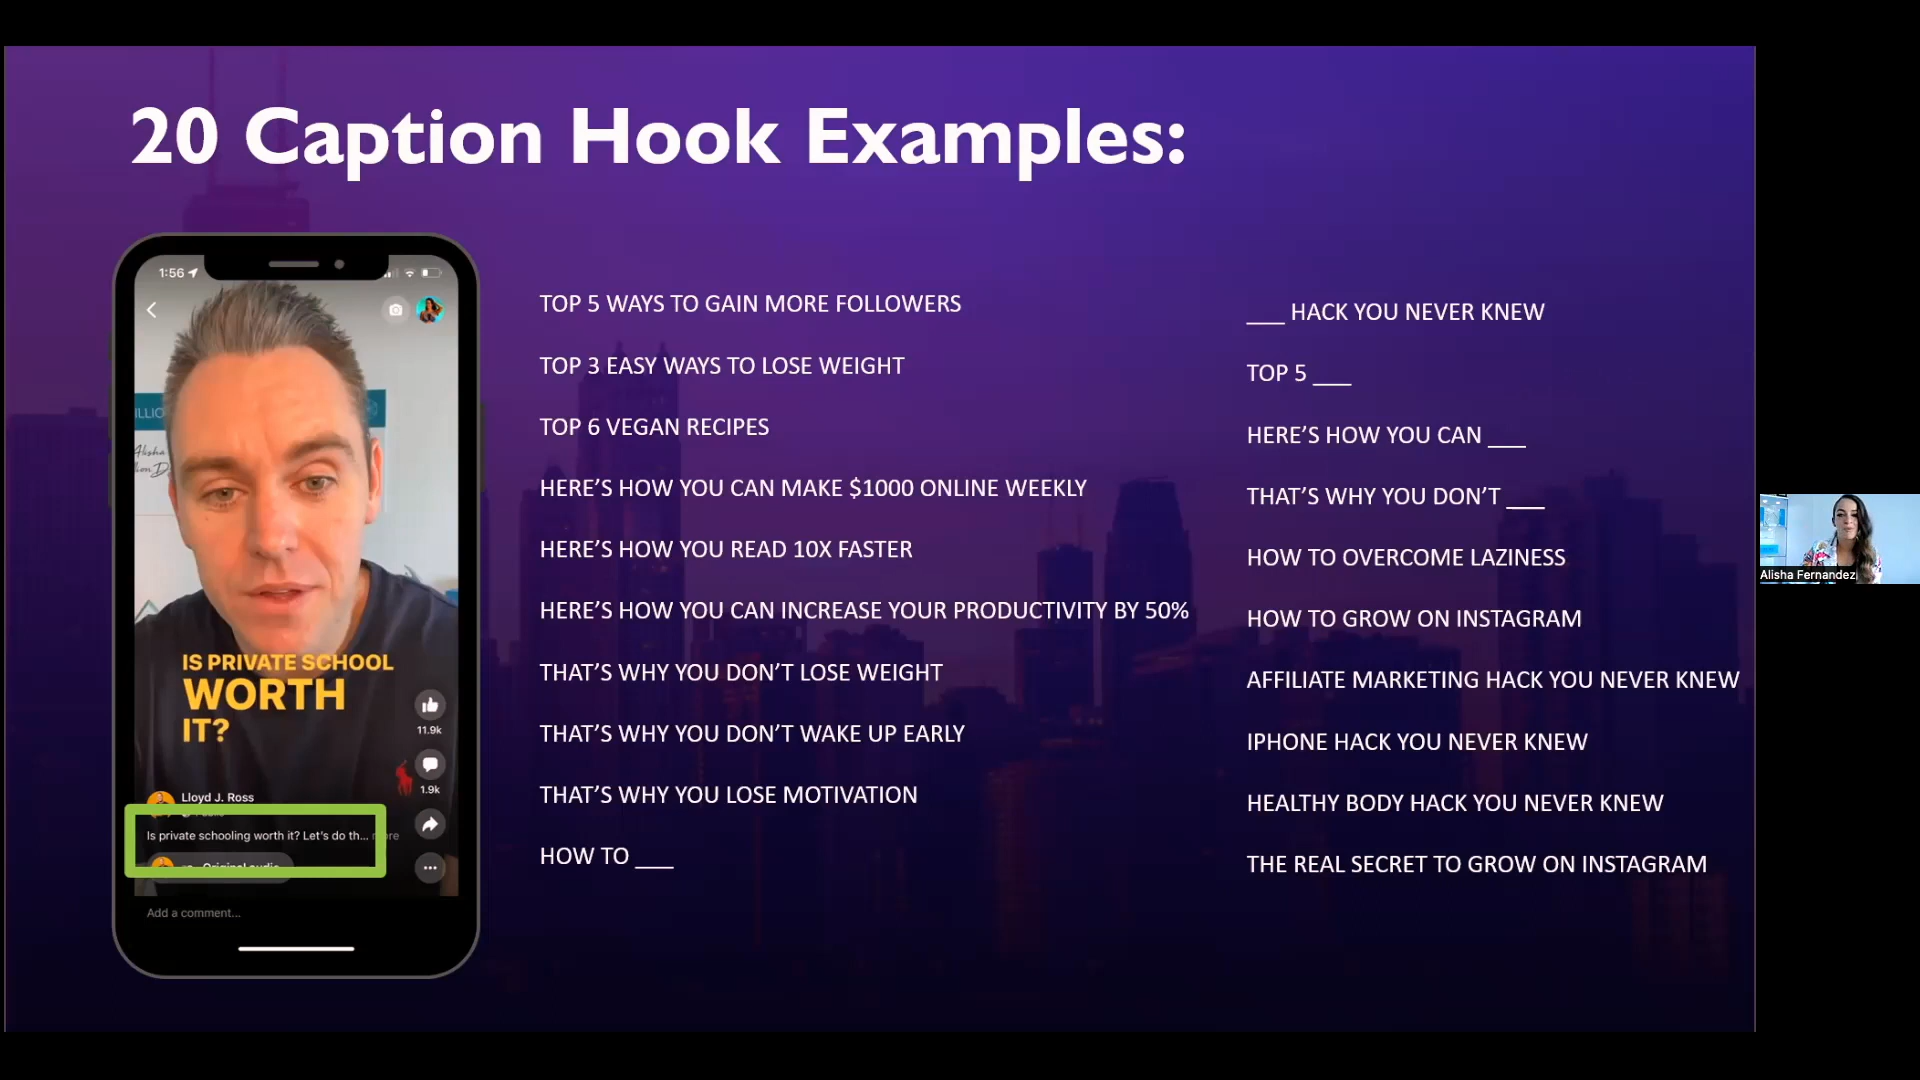 20 Caption Hook Examples:
1:56
IS PRIVATE SCHOOL
WORTH
IT?
11.9k
1.9k
Lloyd J. Ross
Is private schooling worth it? Let's do th...
Original audio
Add a comment...
TOP 5 WAYS TO GAIN MORE FOLLOWERS
TOP 3 EASY WAYS TO LOSE WEIGHT
TOP 6 VEGAN RECIPES
HERE'S HOW YOU CAN MAKE $1000 ONLINE WEEKLY
HERE'S HOW YOU READ 10X FASTER
HERE'S HOW YOU CAN INCREASE YOUR PRODUCTIVITY BY 50%
THAT'S WHY YOU DON'T LOSE WEIGHT
THAT'S WHY YOU DON'T WAKE UP EARLY
THAT'S WHY YOU LOSE MOTIVATION
HOW TO ___
___ HACK YOU NEVER KNEW
TOP 5 ___
HERE'S HOW YOU CAN ___
THAT'S WHY YOU DON'T ___
HOW TO OVERCOME LAZINESS
HOW TO GROW ON INSTAGRAM
AFFILIATE MARKETING HACK YOU NEVER KNEW
IPHONE HACK YOU NEVER KNEW
HEALTHY BODY HACK YOU NEVER KNEW
THE REAL SECRET TO GROW ON INSTAGRAM
Alisha Fernandez